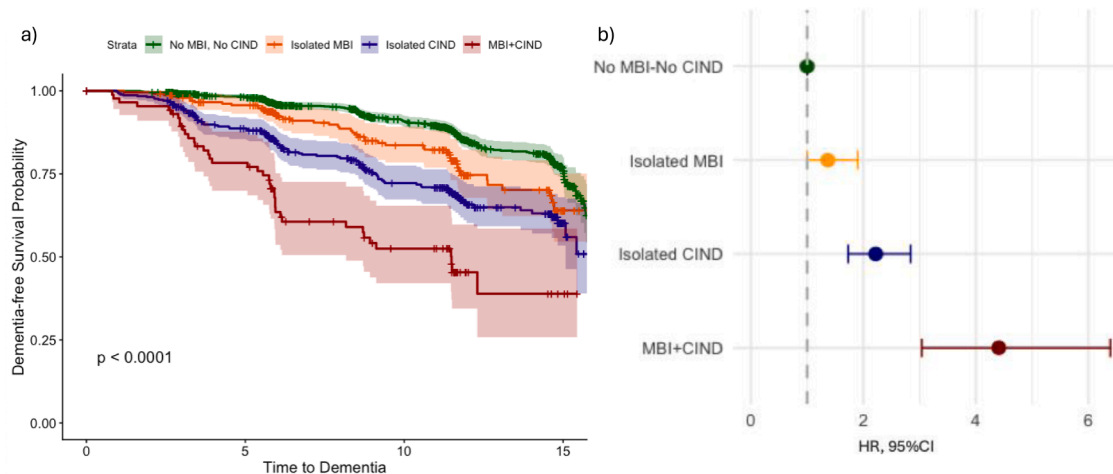 a)
Strata No MBI, No CIND Isolated MBI Isolated CIND MBI+CIND
Dementia-free Survival Probability
1.00
0.75
0.50
0.25
0.00
p < 0.0001
0 5 10 15
Time to Dementia
b)
No MBI-No CIND
Isolated MBI
Isolated CIND
MBI+CIND
0 2 4 6
HR, 95%CI